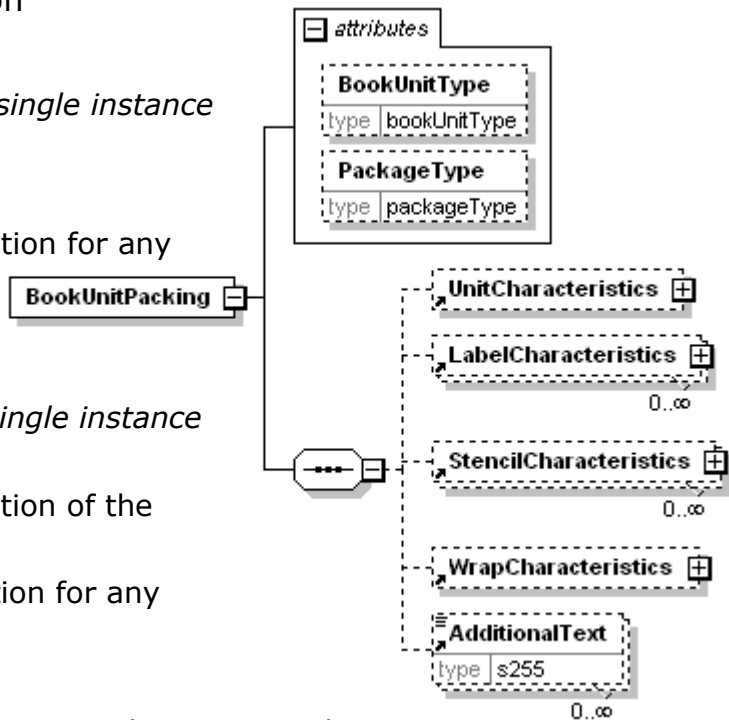 on
single instance
tion for any
ingle instance
tion of the
tion for any
attributes
BookUnitType
type bookUnitType
PackageType
type packageType
BookUnitPacking
UnitCharacteristics
LabelCharacteristics
0..∞
StencilCharacteristics
0..∞
WrapCharacteristics
AdditionalText
type s255
0..∞